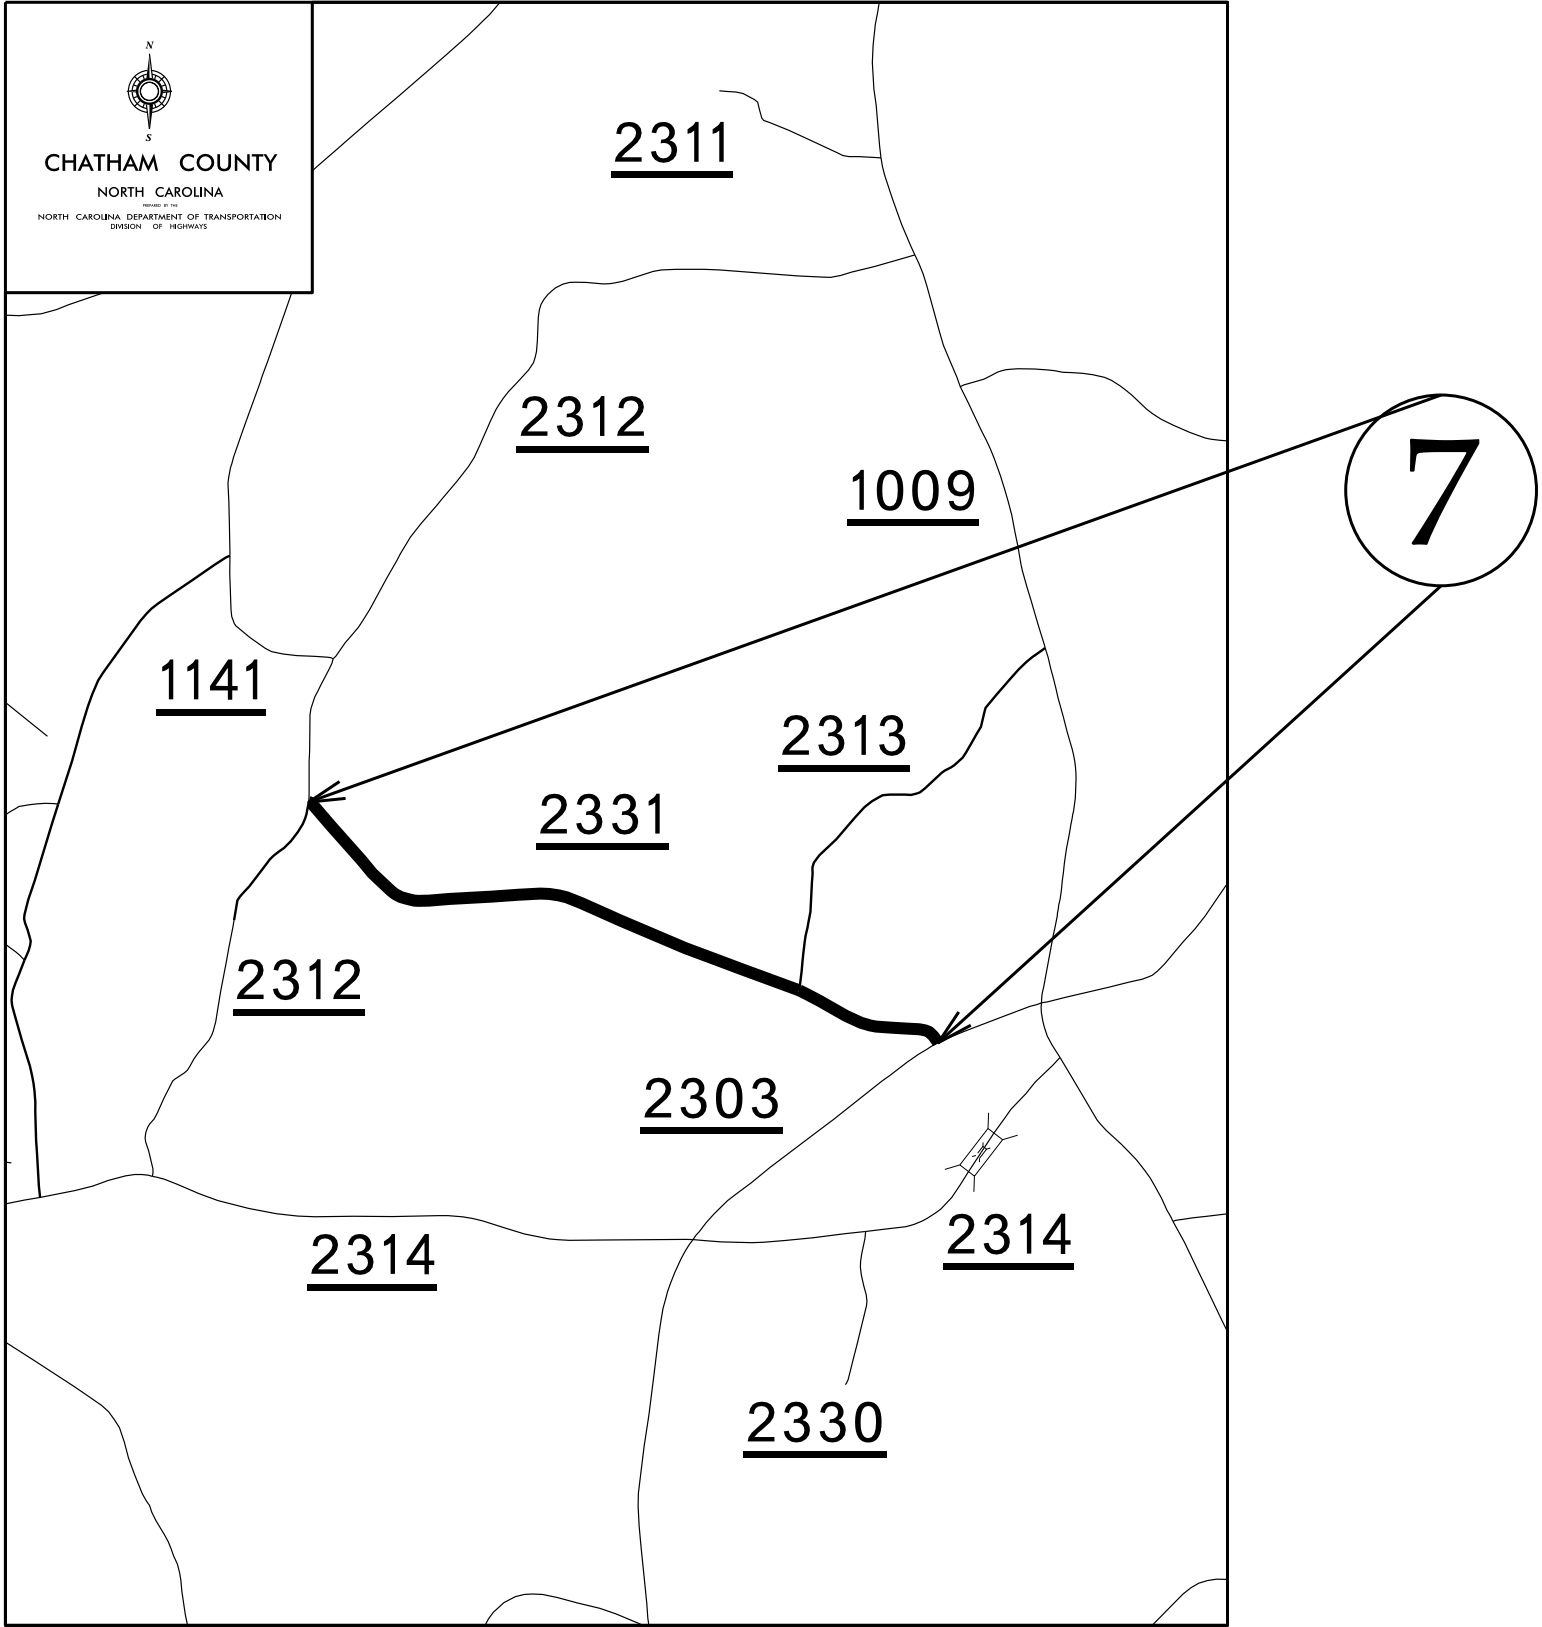 N
S
CHATHAM COUNTY
NORTH CAROLINA
PREPARED BY THE
NORTH CAROLINA DEPARTMENT OF TRANSPORTATION
DIVISION OF HIGHWAYS
2311
2312
1009
7
1141
2313
2331
2312
2303
2314
2314
2330